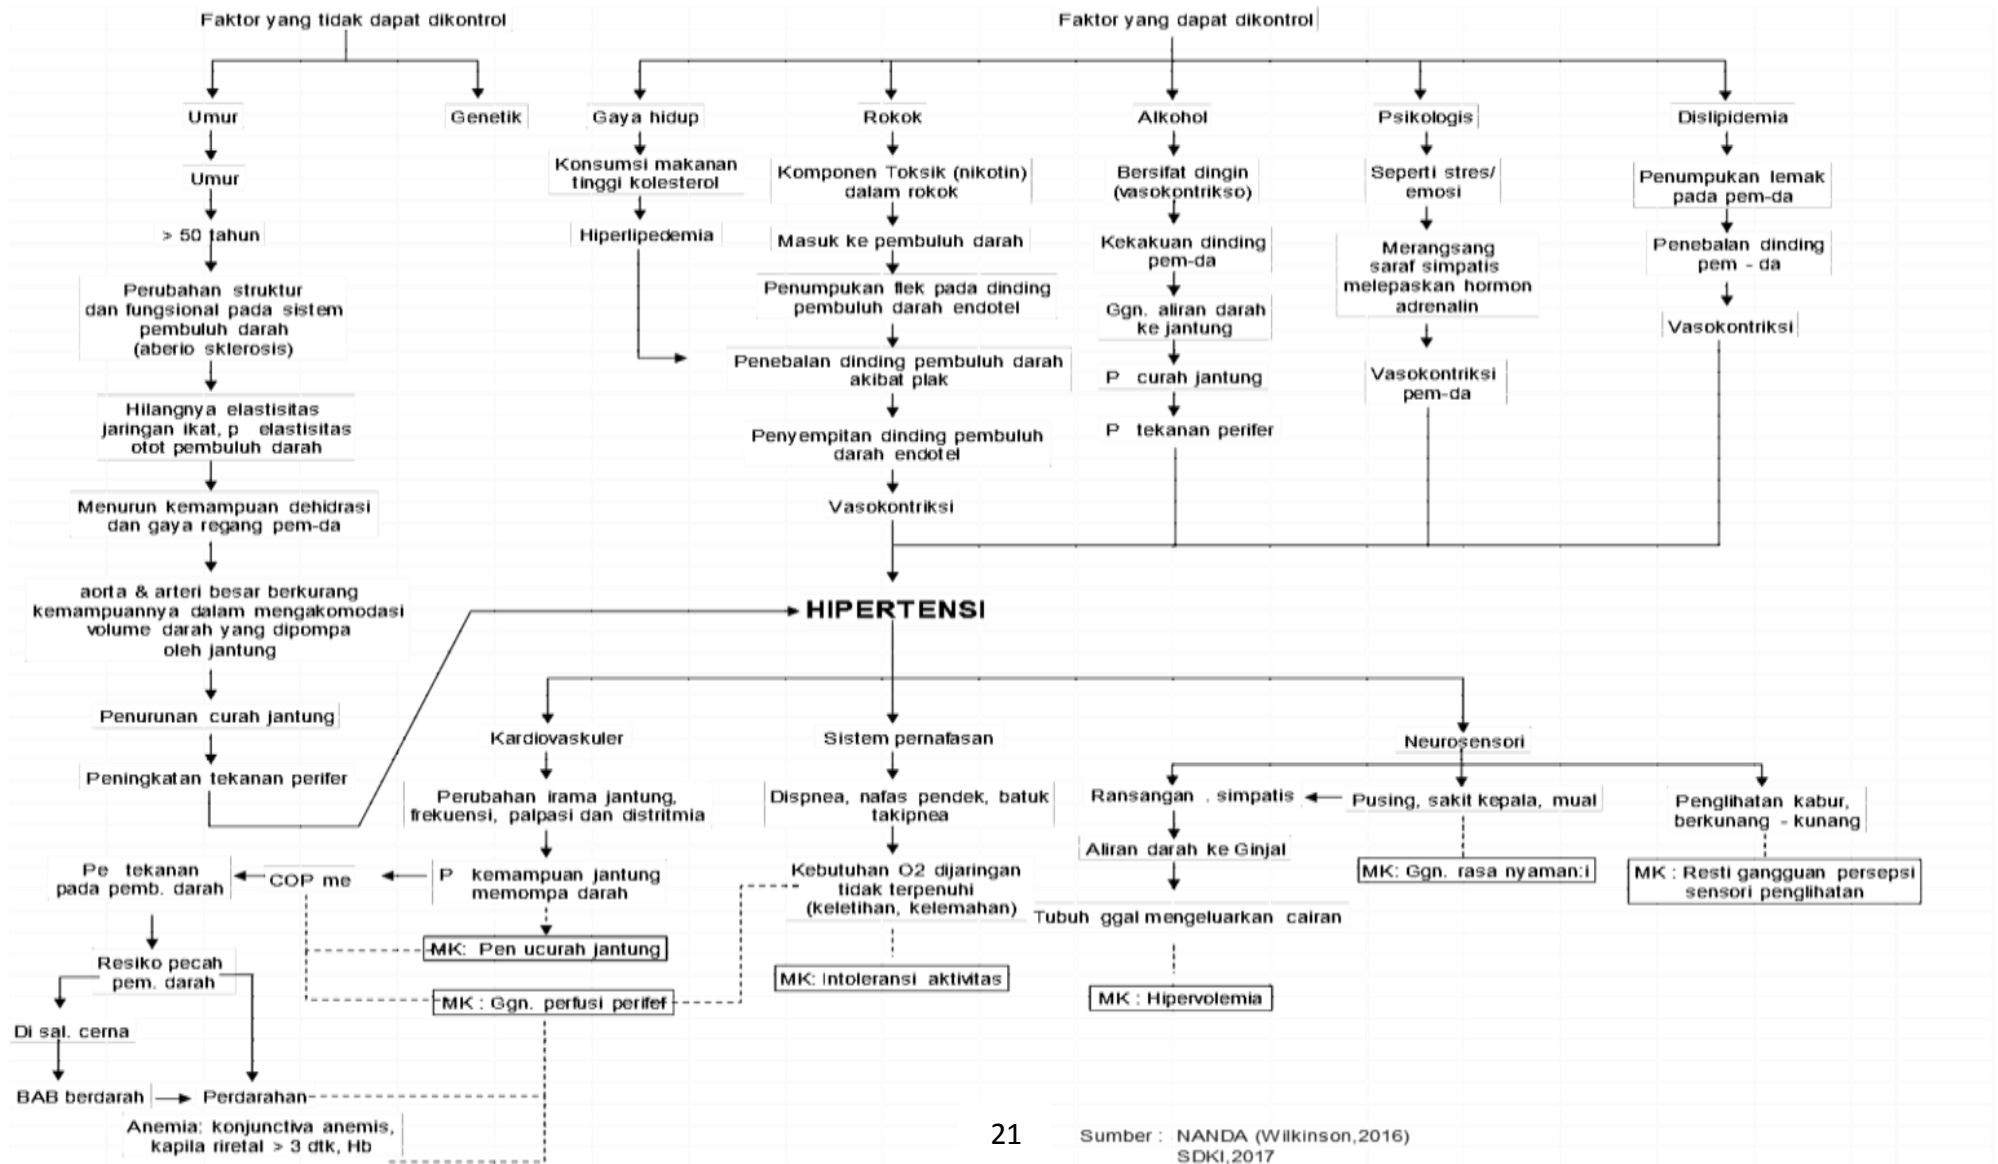 Faktor yang tidak dapat dikontrol
Faktor yang dapat dikontrol
Umur
Genetik
Gaya hidup
Rokok
Alkohol
Psikologis
Dislipidemia
Umur
> 50 tahun
Perubahan struktur
dan fungsional pada sistem
pembuluh darah
(aberio sklerosis)
Hilangnya elastisitas
jaringan ikat, p elastisitas
otot pembuluh darah
Menurun kemampuan dehidrasi
dan gaya regang pem-da
aorta & arteri besar berkurang
kemampuannya dalam mengakomodasi
volume darah yang dipompa
oleh jantung
Penurunan curah jantung
Peningkatan tekanan perifer
Konsumsi makanan
tinggi kolesterol
Hiperlipedemia
Komponen Toksik (nikotin)
dalam rokok
Masuk ke pembuluh darah
Penumpukan flek pada dinding
pembuluh darah endotel
Penebalan dinding pembuluh darah
akibat plak
Penyempitan dinding pembuluh
darah endotel
Vasokontriksi
Bersifat dingin
(vasokontrikso)
Kekakuan dinding
pem-da
Ggn. aliran darah
ke jantung
P curah jantung
P tekanan perifer
Seperti stres/
emosi
Merangsang
saraf simpatis
melepaskan hormon
adrenalin
Vasokontriksi
pem-da
Penumpukan lemak
pada pem-da
Penebalan dinding
pem - da
Vasokontriksi
HIPERTENSI
Kardiovaskuler
Sistem pernafasan
Neurosensori
Perubahan irama jantung,
frekuensi, palpasi dan distritmia
P kemampuan jantung
memompa darah
COP me
Pe tekanan
pada pemb. darah
MK: Pen ucurah jantung
MK : Ggn. perfusi perifef
Resiko pecah
pem. darah
Di sal. cerna
BAB berdarah
Perdarahan
Anemia: konjunctiva anemis,
kapila riretal > 3 dtk, Hb
Dispnea, nafas pendek, batuk
takipnea
Kebutuhan O2 dijaringan
tidak terpenuhi
(keletihan, kelemahan)
MK: Intoleransi aktivitas
Ransangan . simpatis
Aliran darah ke Ginjal
Tubuh ggal mengeluarkan cairan
MK : Hipervolemia
Pusing, sakit kepala, mual
MK: Ggn. rasa nyaman:i
Penglihatan kabur,
berkunang - kunang
MK : Resti gangguan persepsi
sensori penglihatan
21
Sumber : NANDA (Wilkinson,2016)
SDKI,2017